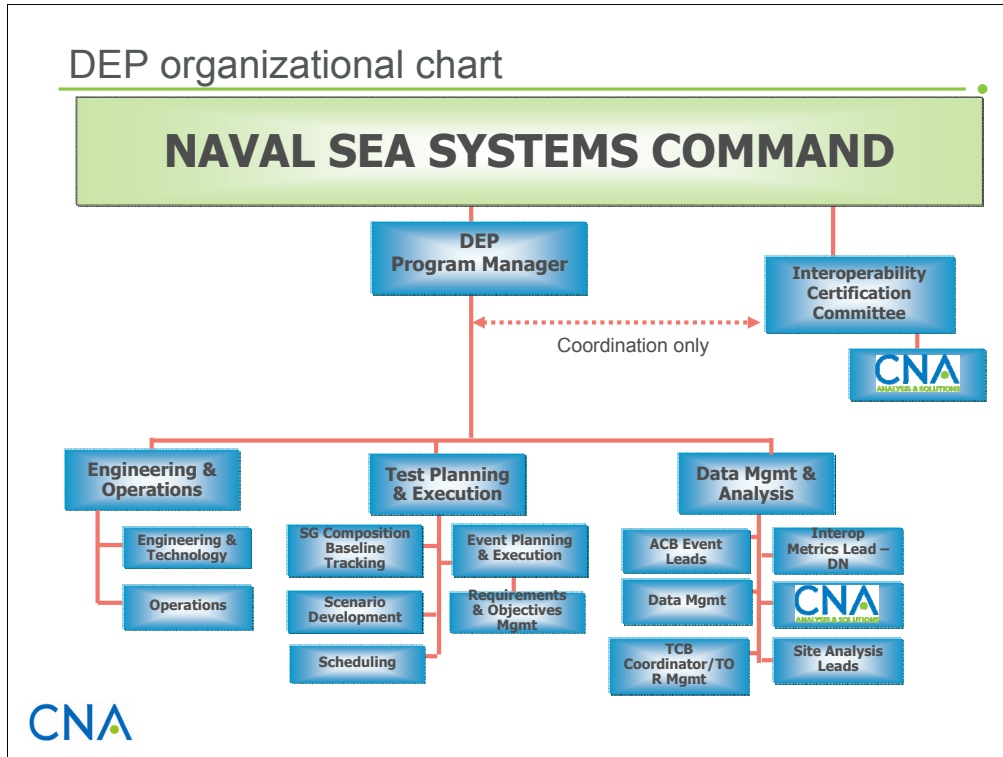 DEP organizational chart
NAVAL SEA SYSTEMS COMMAND
DEP
Program Manager
Interoperability
Certification
Committee
Coordination only
CNA
ANALYSIS & SOLUTIONS
Engineering &
Operations
Engineering &
Technology
Operations
Test Planning
& Execution
SG Composition
Baseline
Tracking
Scenario
Development
Scheduling
Event Planning
& Execution
Requirements
& Objectives
Mgmt
Data Mgmt &
Analysis
ACB Event
Leads
Data Mgmt
TCB
Coordinator/TO
R Mgmt
Interop
Metrics Lead –
DN
CNA
ANALYSIS & SOLUTIONS
Site Analysis
Leads
CNA